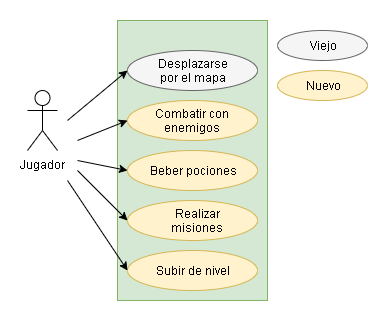 Desplazarse
por el mapa
Viejo
Nuevo
Combatir con
enemigos
Jugador
Beber pociones
Realizar
misiones
Subir de nivel